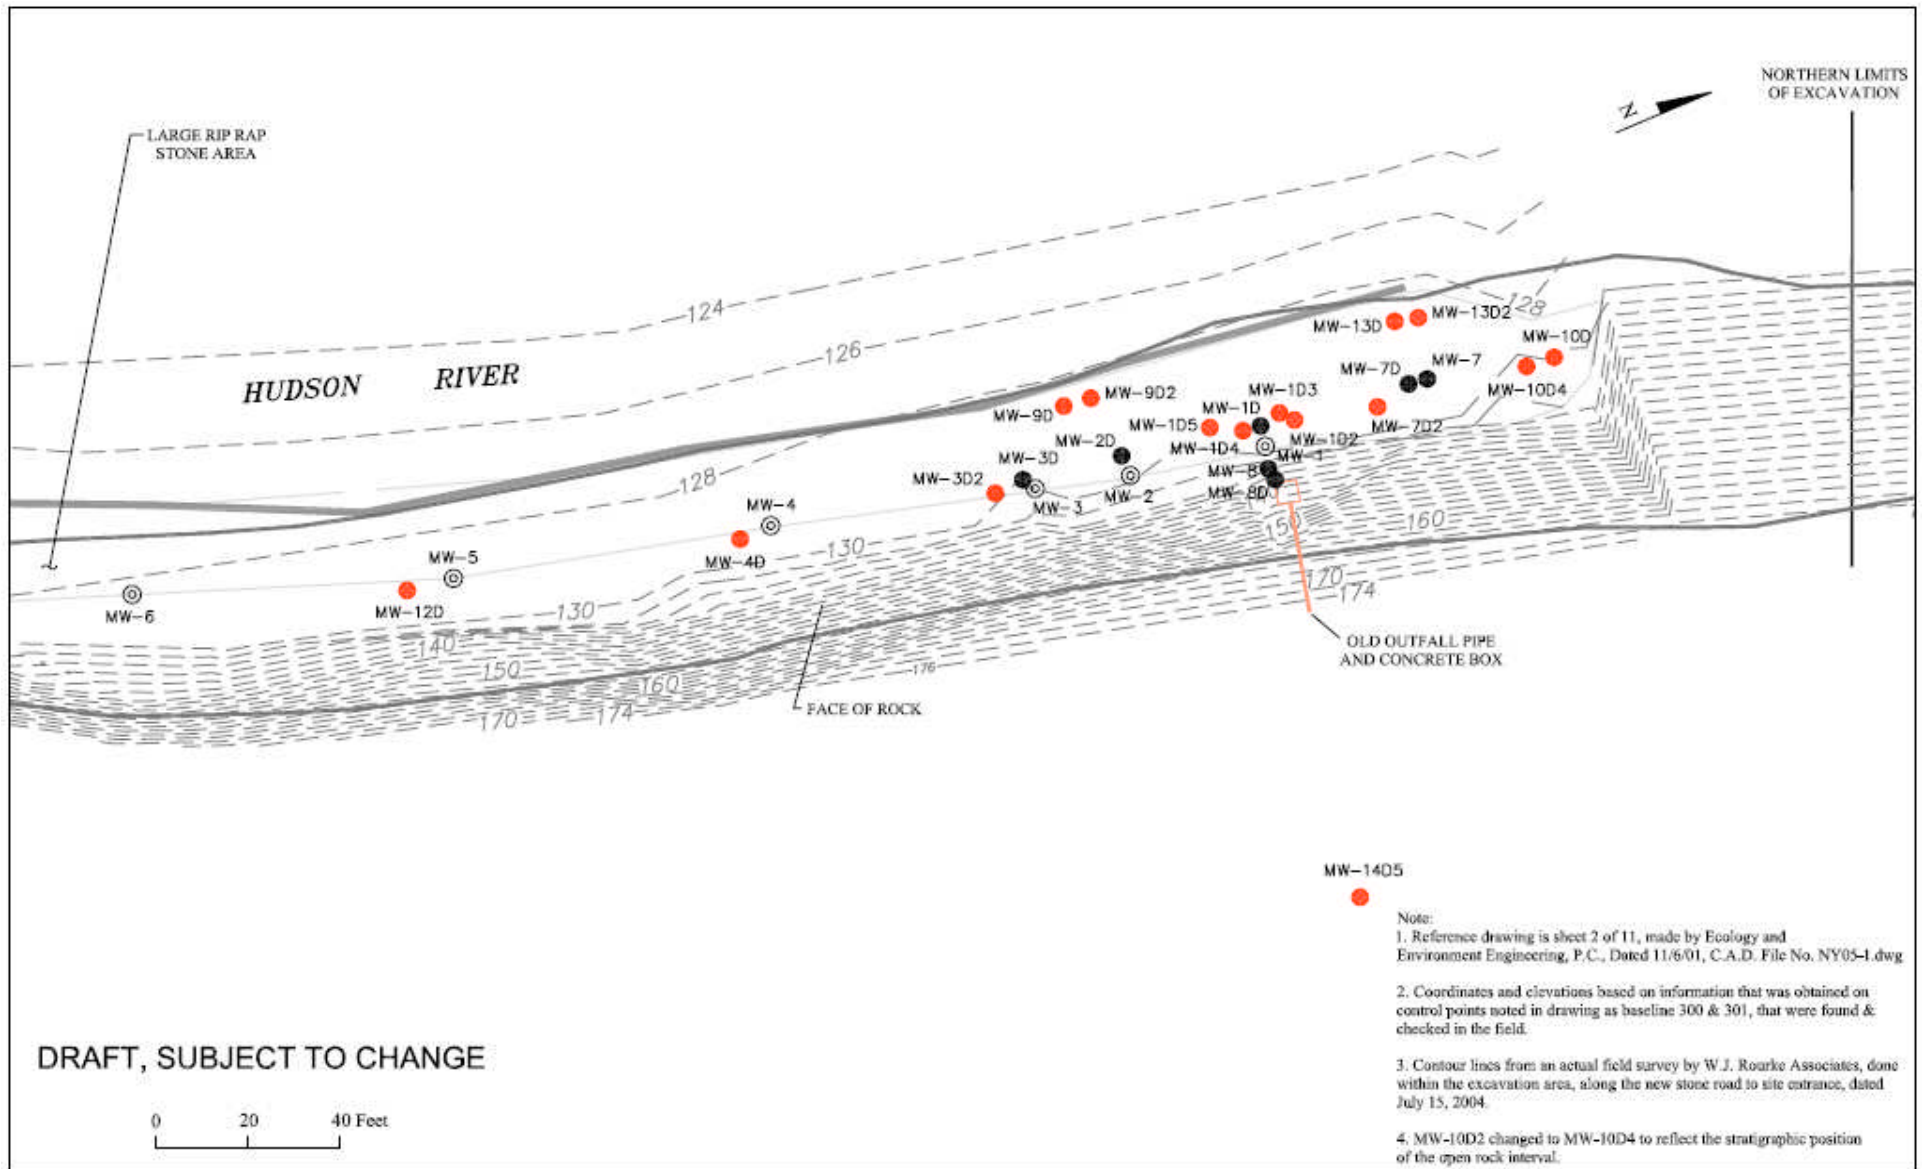 NORTHERN LIMITS
OF EXCAVATION
N
LARGE RIP RAP
STONE AREA
124
126
128
HUDSON RIVER
MW-13D
MW-13D2
MW-10D
MW-10D4
MW-7D
MW-7
MW-7D2
MW-9D2
MW-9D
MW-1D3
MW-1D
MW-1D5
MW-1D4
MW-1D2
MW-1
MW-2D
MW-8
MW-8D
MW-3D
MW-3D2
MW-3
MW-2
128
MW-4
MW-4D
130
150
160
170
174
MW-5
MW-12D
MW-6
130
140
150
160
170
174
176
FACE OF ROCK
OLD OUTFALL PIPE
AND CONCRETE BOX
MW-14D5
Note:
1. Reference drawing is sheet 2 of 11, made by Ecology and
Environment Engineering, P.C., Dated 11/6/01, C.A.D. File No. NY05-1.dwg
2. Coordinates and elevations based on information that was obtained on
control points noted in drawing as baseline 300 & 301, that were found &
checked in the field.
3. Contour lines from an actual field survey by W.J. Rourke Associates, done
within the excavation area, along the new stone road to site entrance, dated
July 15, 2004.
4. MW-10D2 changed to MW-10D4 to reflect the stratigraphic position
of the open rock interval.
DRAFT, SUBJECT TO CHANGE
0 20 40 Feet